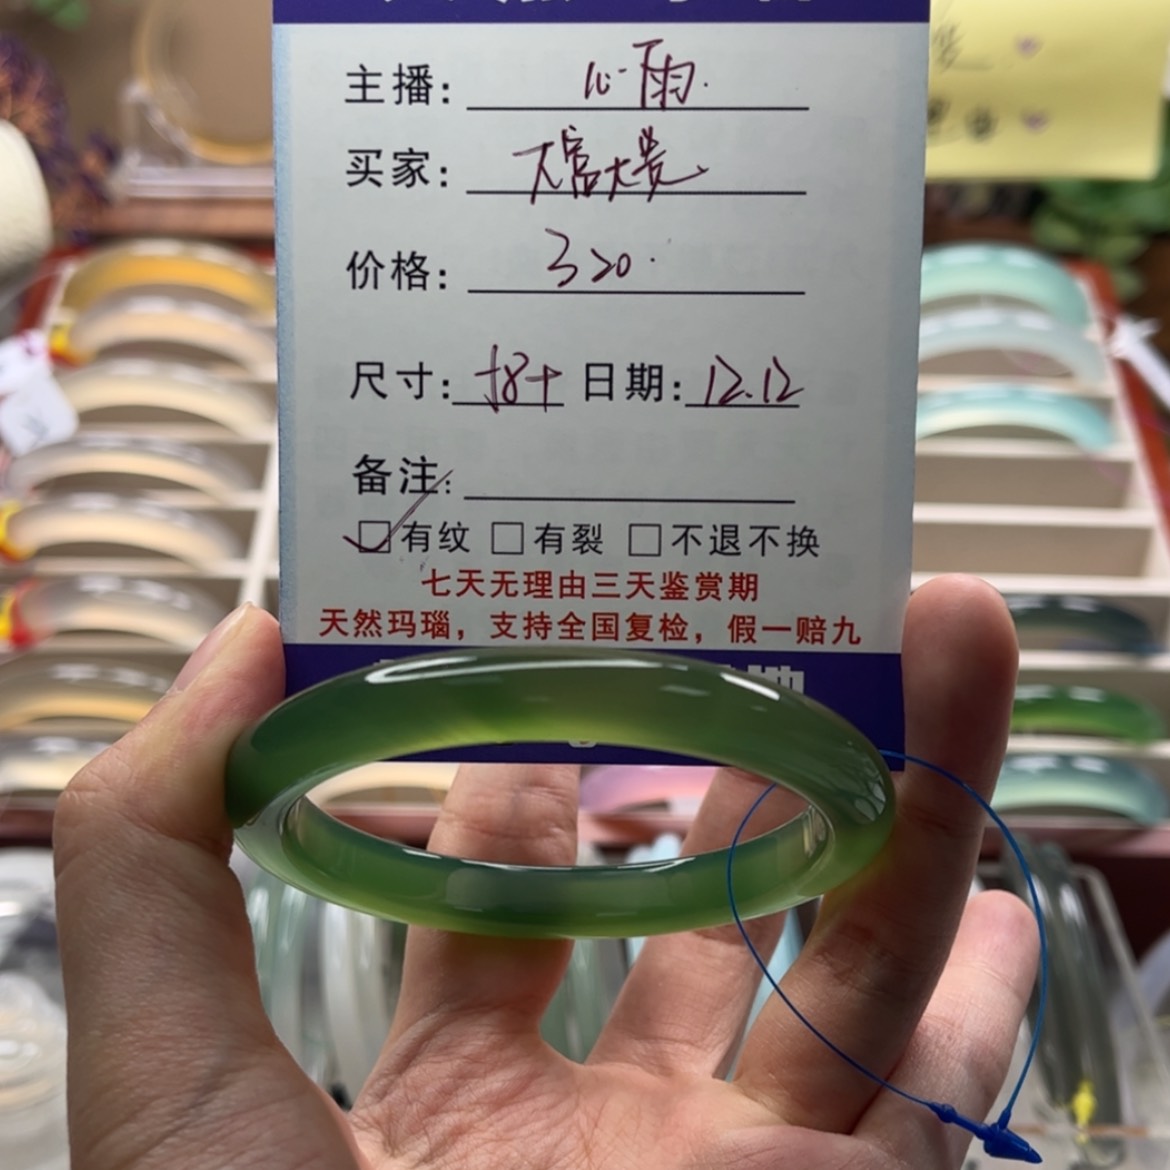 主播: 心雨.
买家: 大富大贵
价格: 320.
尺寸: 58+ 日期: 12.12
备注:
有纹 有裂 不退不换
七天无理由三天鉴赏期
天然玛瑙，支持全国复检，假一赔九